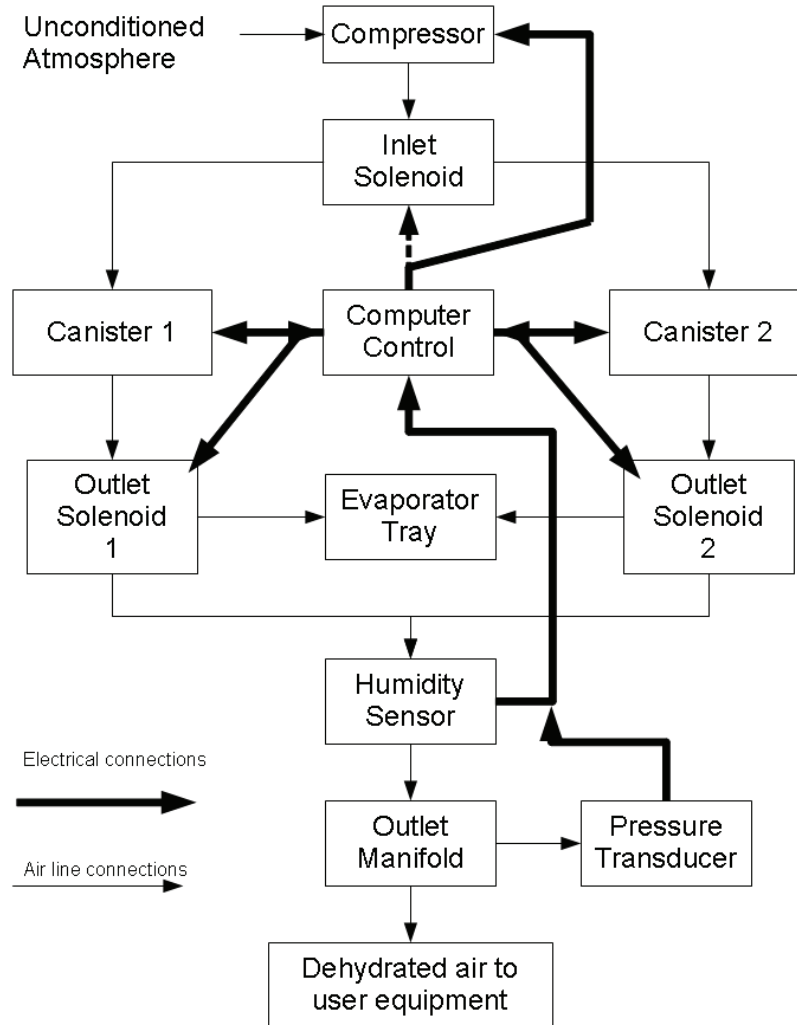 Unconditioned
Atmosphere
Compressor
Inlet
Solenoid
Canister 1
Computer
Control
Canister 2
Outlet
Solenoid
1
Evaporator
Tray
Outlet
Solenoid
2
Humidity
Sensor
Electrical connections
Outlet
Manifold
Pressure
Transducer
Air line connections
Dehydrated air to
user equipment